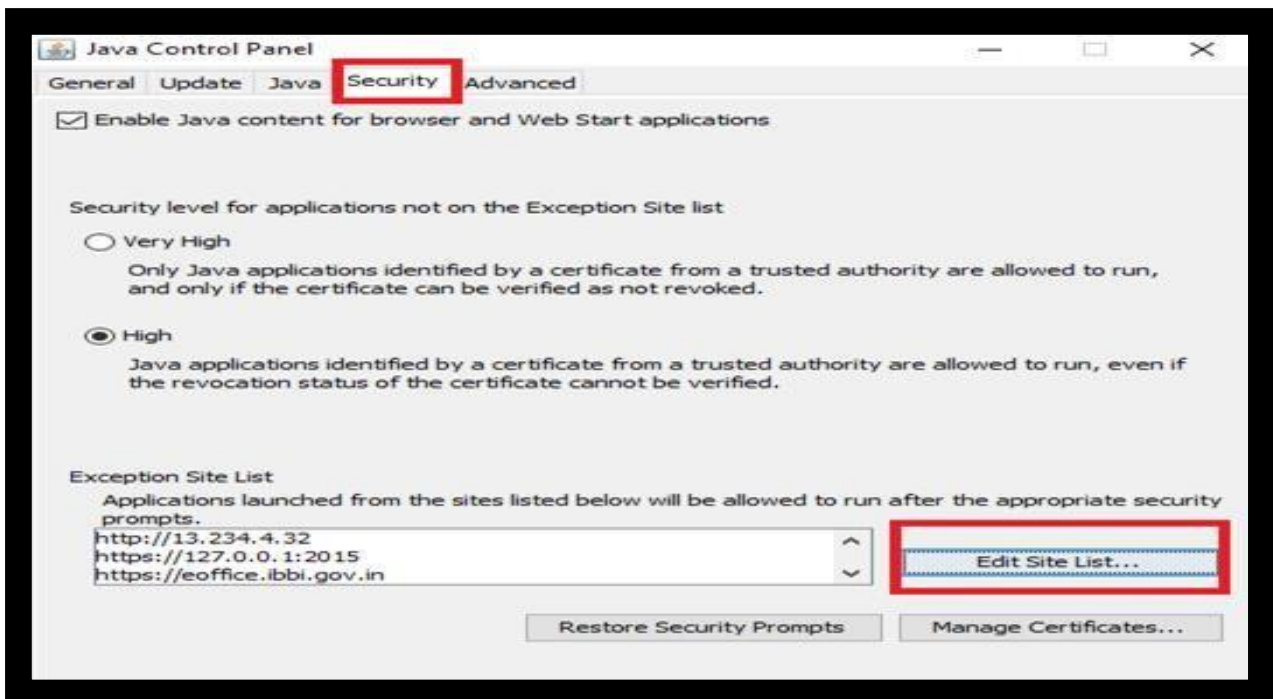 Java Control Panel
General Update Java Security Advanced
Enable Java content for browser and Web Start applications
Security level for applications not on the Exception Site list
Very High
Only Java applications identified by a certificate from a trusted authority are allowed to run,
and only if the certificate can be verified as not revoked.
High
Java applications identified by a certificate from a trusted authority are allowed to run, even if
the revocation status of the certificate cannot be verified.
Exception Site List
Applications launched from the sites listed below will be allowed to run after the appropriate security
prompts.
http://13.234.4.32
https://127.0.0.1:2015
https://eoffice.ibbi.gov.in
Edit Site List...
Restore Security Prompts
Manage Certificates...